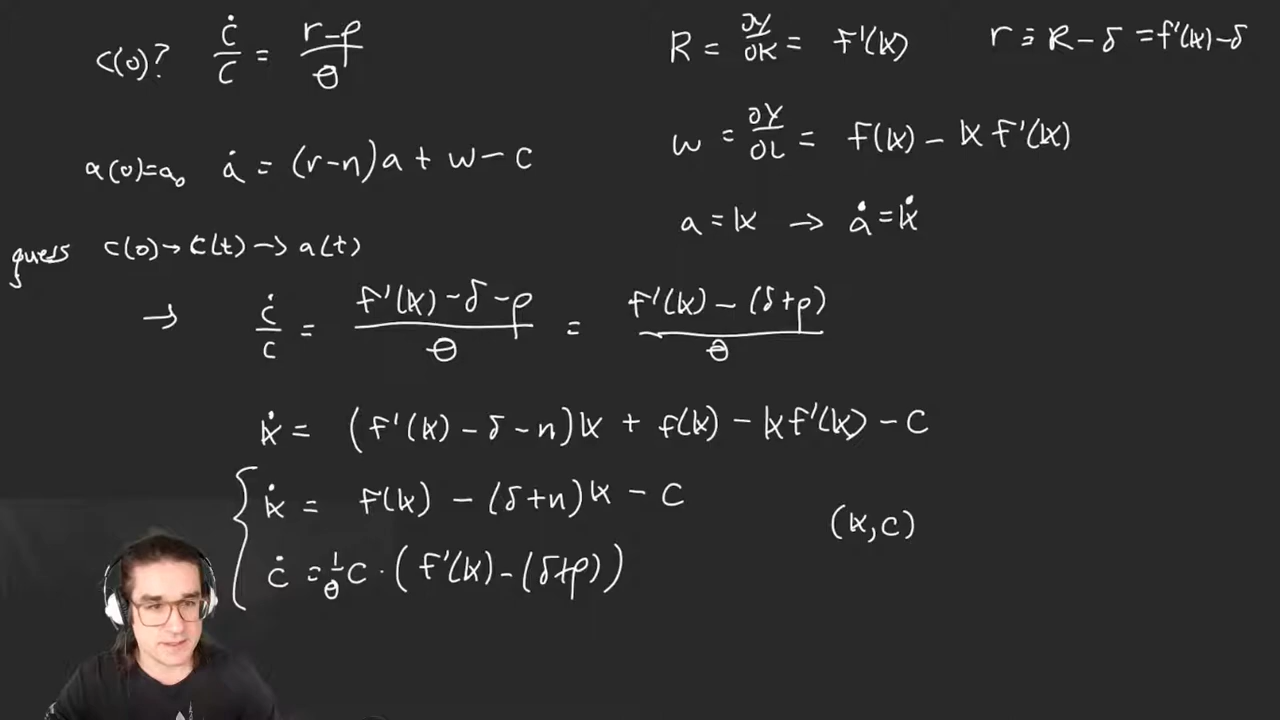 c(0)? ċ/c = (r-ρ)/θ
R = ∂Y/∂K = f'(k) r ≡ R - δ = f'(k) - δ
w = ∂Y/∂L = f(k) - k f'(k)
a(0)=a₀ ȧ = (r-n)a + w - c
a = k → ȧ = k̇
guess c(0) → c(t) → a(t)
→ ċ/c = (f'(k) - δ - ρ)/θ = (f'(k) - (δ+ρ))/θ
k̇ = (f'(k) - δ - n)k + f(k) - kf'(k) - c
k̇ = f(k) - (δ+n)k - c
(k,c)
ċ = 1/θ c · (f'(k) - (δ+ρ))